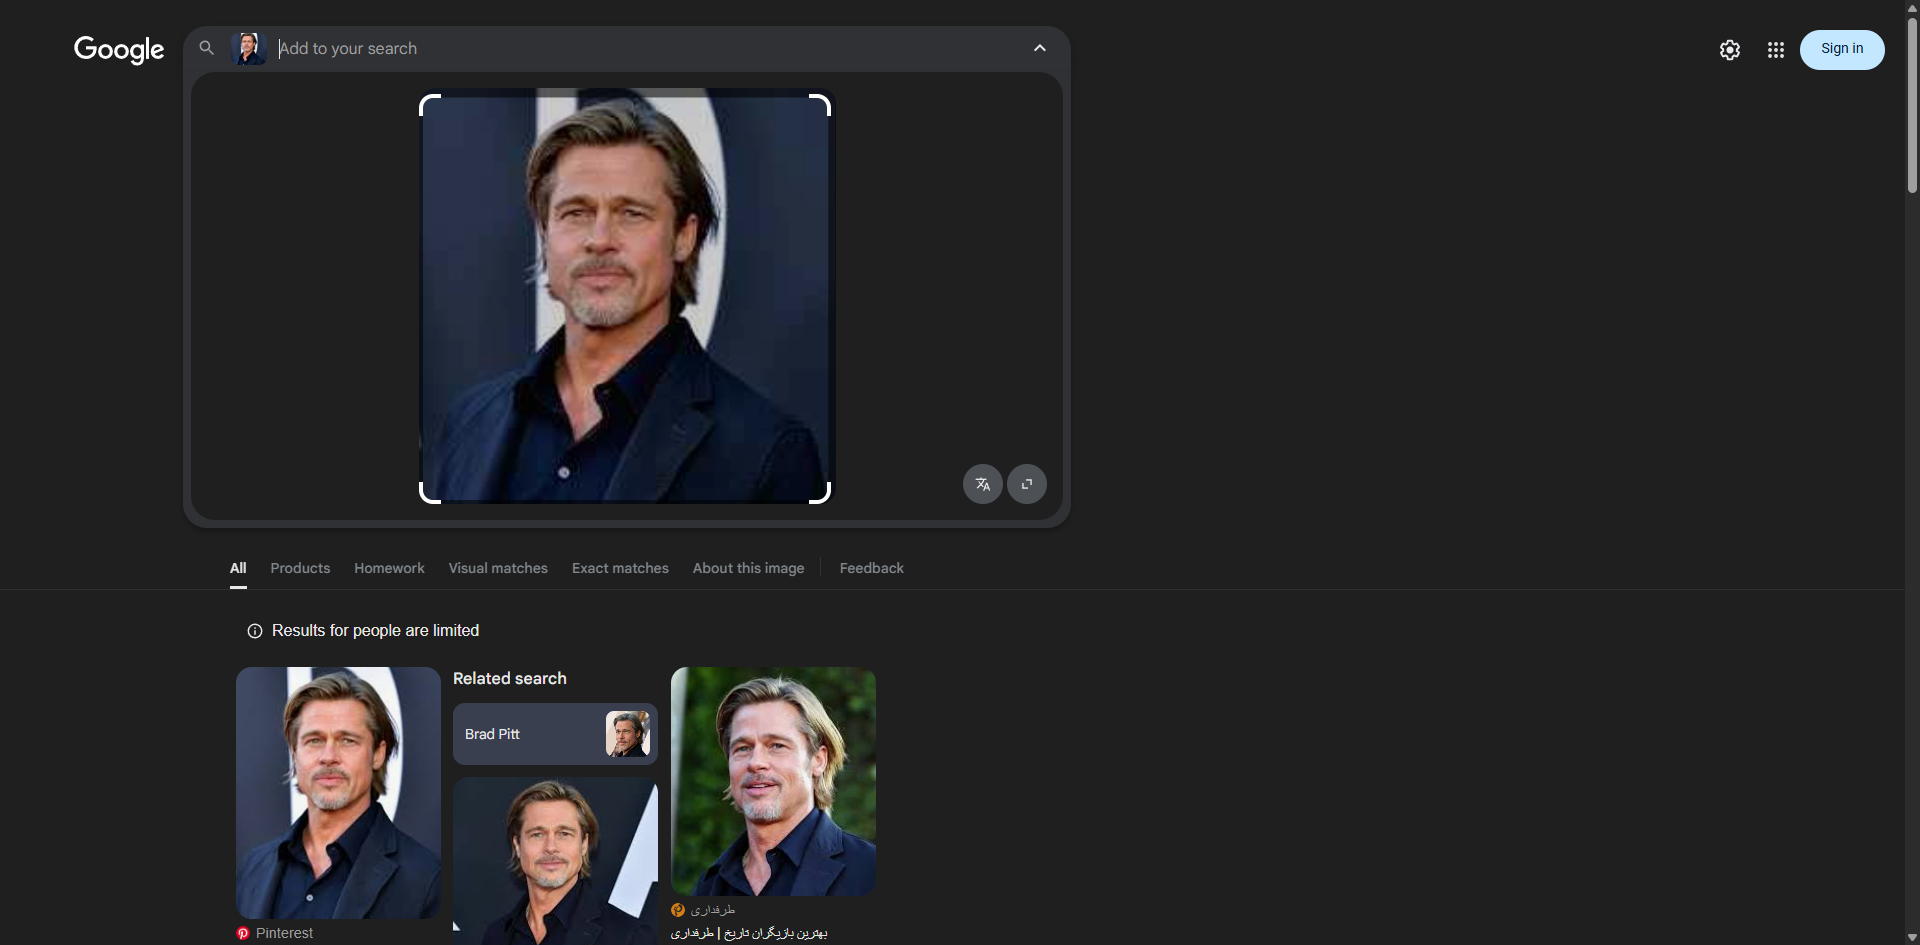 Google
Add to your search
Sign in
All
Products
Homework
Visual matches
Exact matches
About this image
Feedback
Results for people are limited
Pinterest
Related search
Brad Pitt
طرفداری
بهترین بازیگران تاریخ | طرفداری